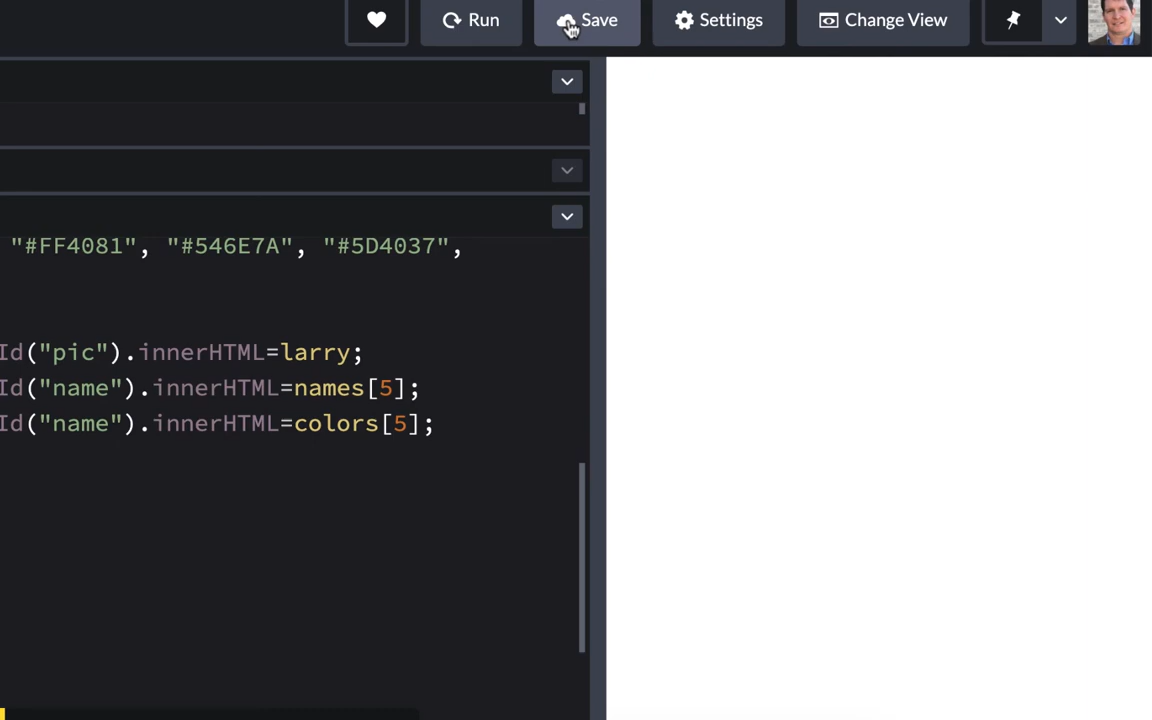 Run Save Settings Change View
"#FF4081", "#546E7A", "#5D4037",
Id("pic").innerHTML=larry;
Id("name").innerHTML=names[5];
Id("name").innerHTML=colors[5];